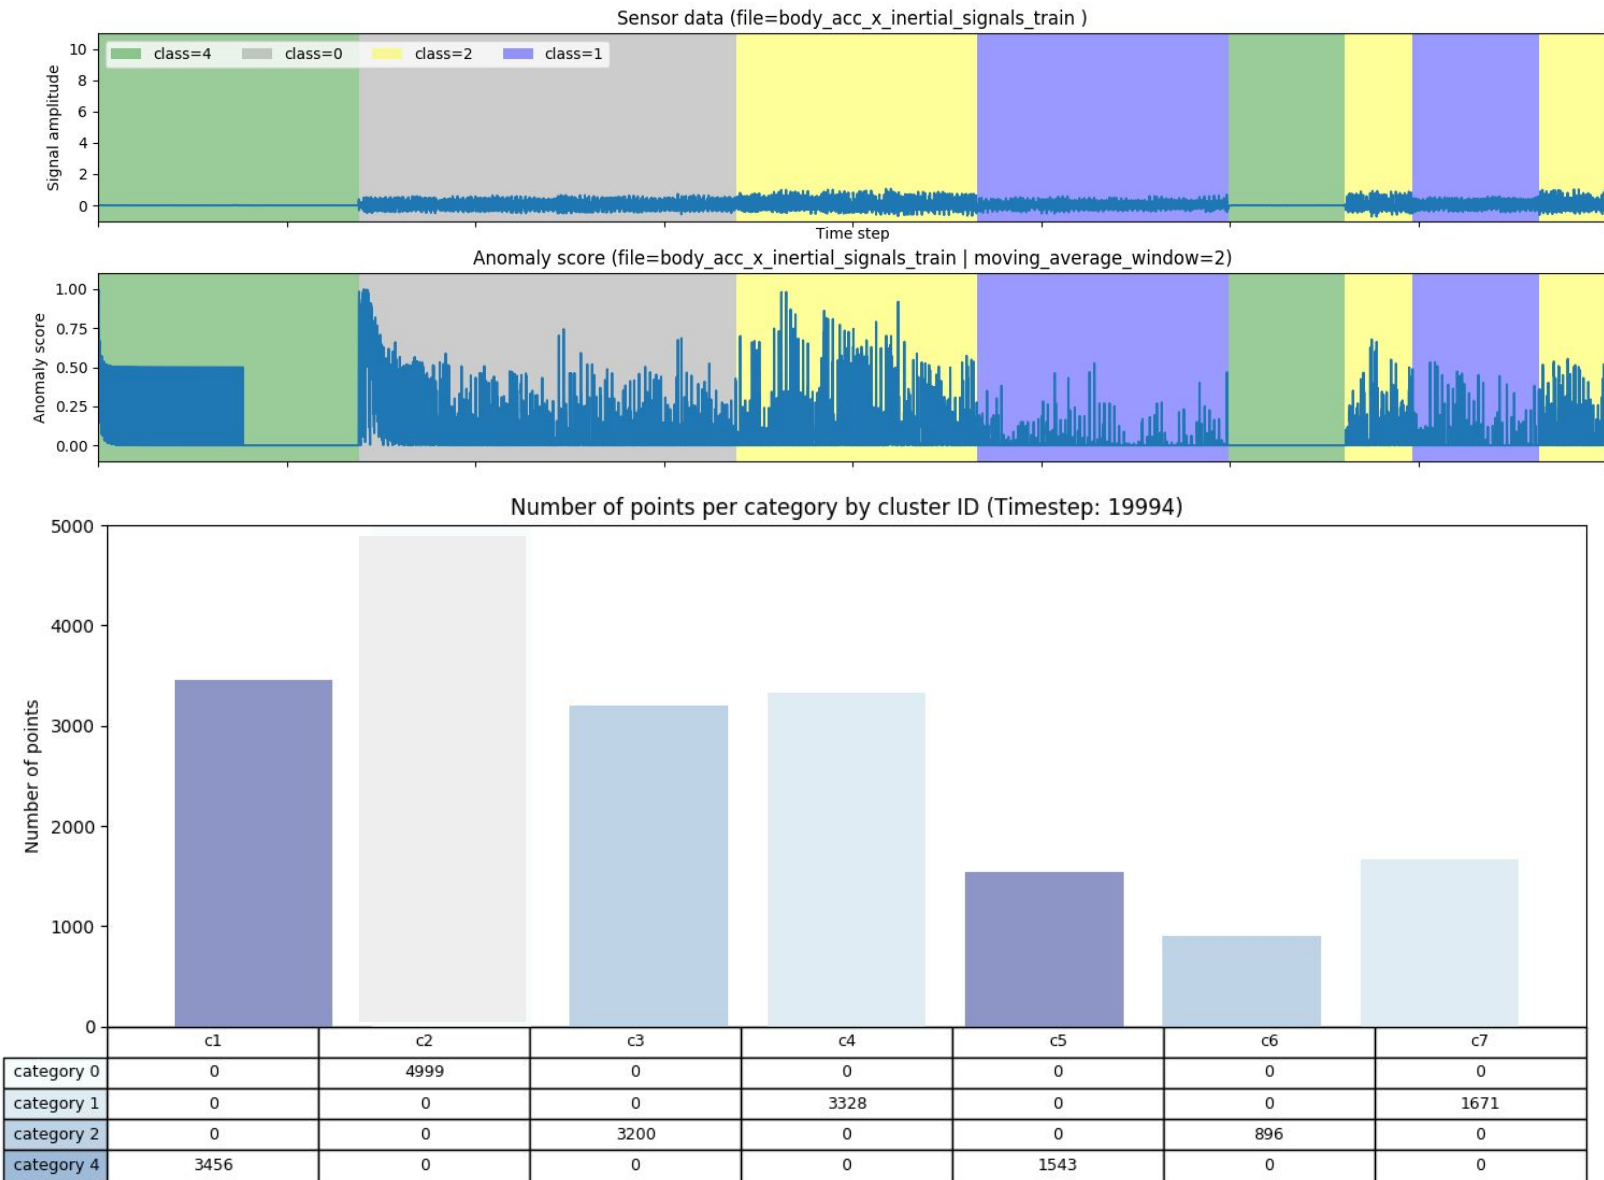 Sensor data (file=body_acc_x_inertial_signals_train )
class=4 class=0 class=2 class=1
Signal amplitude
10
8
6
4
2
0
Time step
Anomaly score (file=body_acc_x_inertial_signals_train | moving_average_window=2)
Anomaly score
1.00
0.75
0.50
0.25
0.00
Number of points per category by cluster ID (Timestep: 19994)
Number of points
5000
4000
3000
2000
1000
0
c1 c2 c3 c4 c5 c6 c7
category 0 0 4999 0 0 0 0 0
category 1 0 0 0 3328 0 0 1671
category 2 0 0 3200 0 0 896 0
category 4 3456 0 0 0 1543 0 0